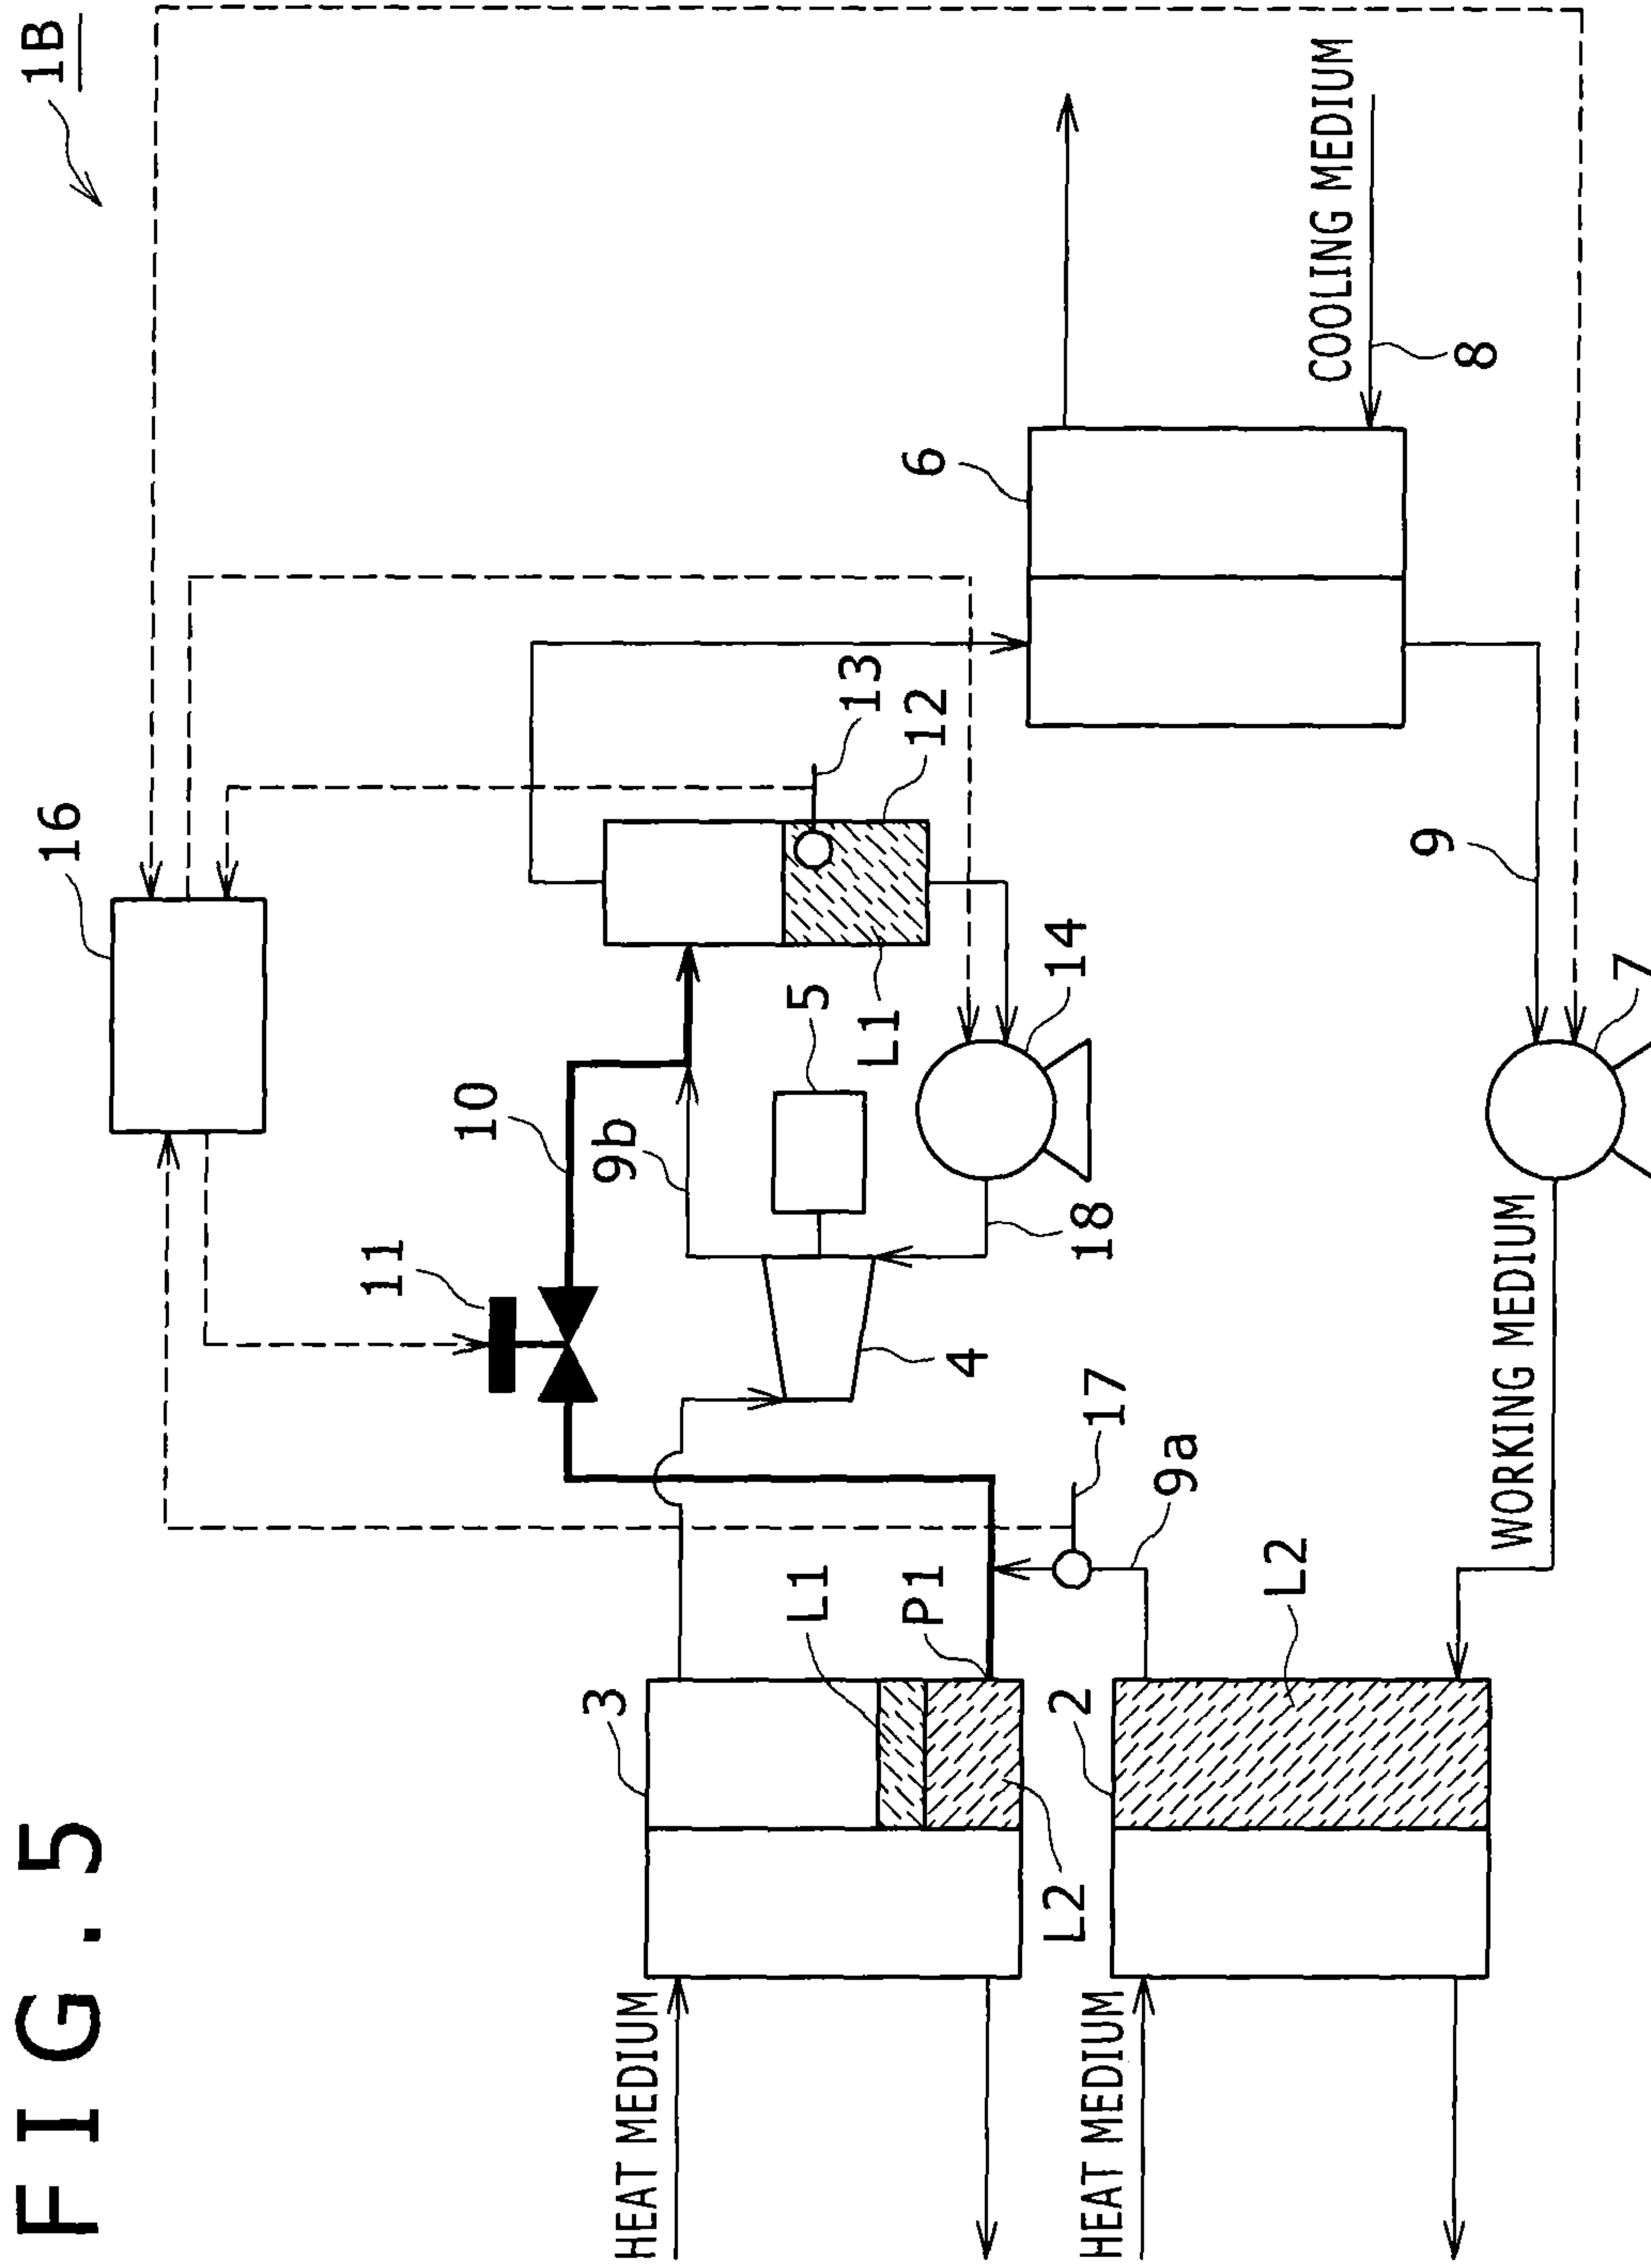 FIG.5
1B
16
11
10
3
9b
HEAT MEDIUM
L1
5
13
L1
P1
12
6
4
L2
14
2
18
HEAT MEDIUM
17
9a
L2
COOLING MEDIUM
9
8
WORKING MEDIUM
7